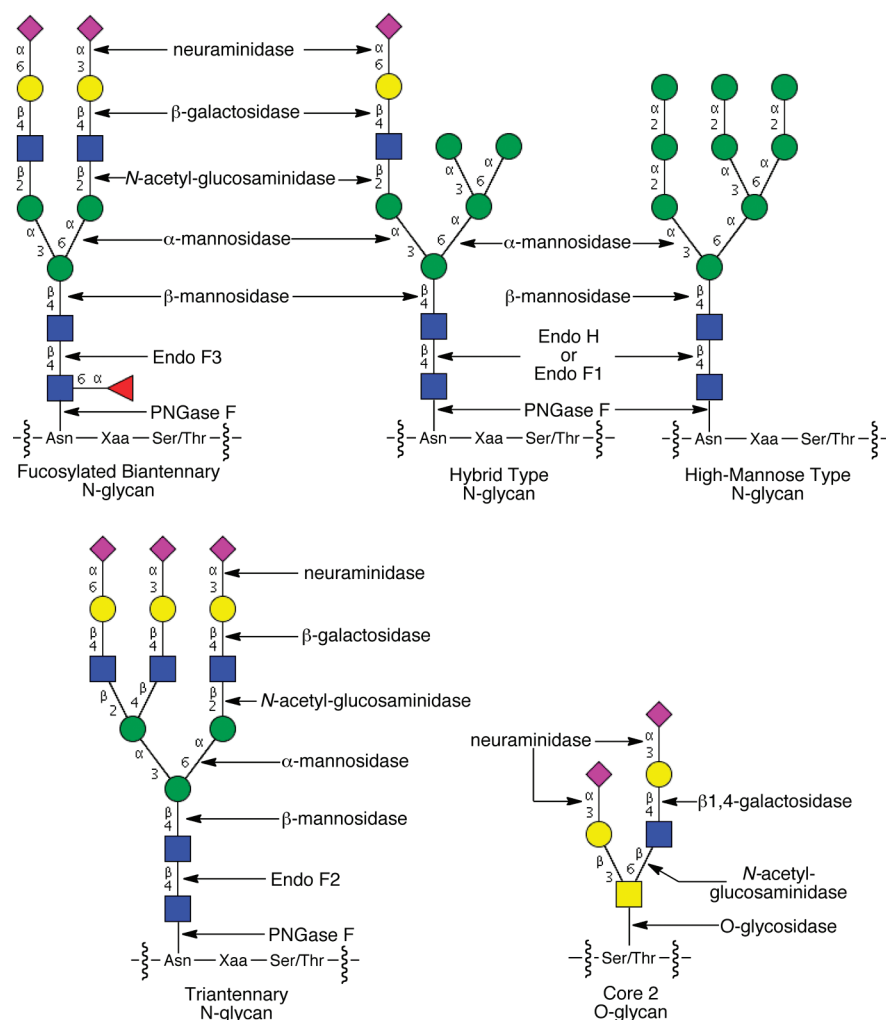 α 6 α 3 neuraminidase α 6
β 4 β 4 β-galactosidase β 4
α 2 α 2 α 2
β 2 β 2 N-acetyl-glucosaminidase β 2 α 3 6 α
α 2 α 3 6 α
α 3 6 α α-mannosidase α 3 6 α α-mannosidase α 3 6 α
β 4 β-mannosidase β 4 β-mannosidase β 4
β 4 Endo F3 β 4 Endo H β 4
or
Endo F1
6 α
PNGase F PNGase F
Asn — Xaa — Ser/Thr Asn — Xaa — Ser/Thr Asn — Xaa — Ser/Thr
Fucosylated Biantennary
N-glycan
Hybrid Type
N-glycan
High-Mannose Type
N-glycan
α 6 α 3 α 3 neuraminidase
β 4 β 4 β 4 β-galactosidase
β 2 4 β β 2 N-acetyl-glucosaminidase
α 3 6 α α-mannosidase
β 4 β-mannosidase
β 4 Endo F2
PNGase F
Asn — Xaa — Ser/Thr
Triantennary
N-glycan
neuraminidase α 3
α 3 β 4 β1,4-galactosidase
β 3 6 β N-acetyl-
glucosaminidase
O-glycosidase
Ser/Thr
Core 2
O-glycan